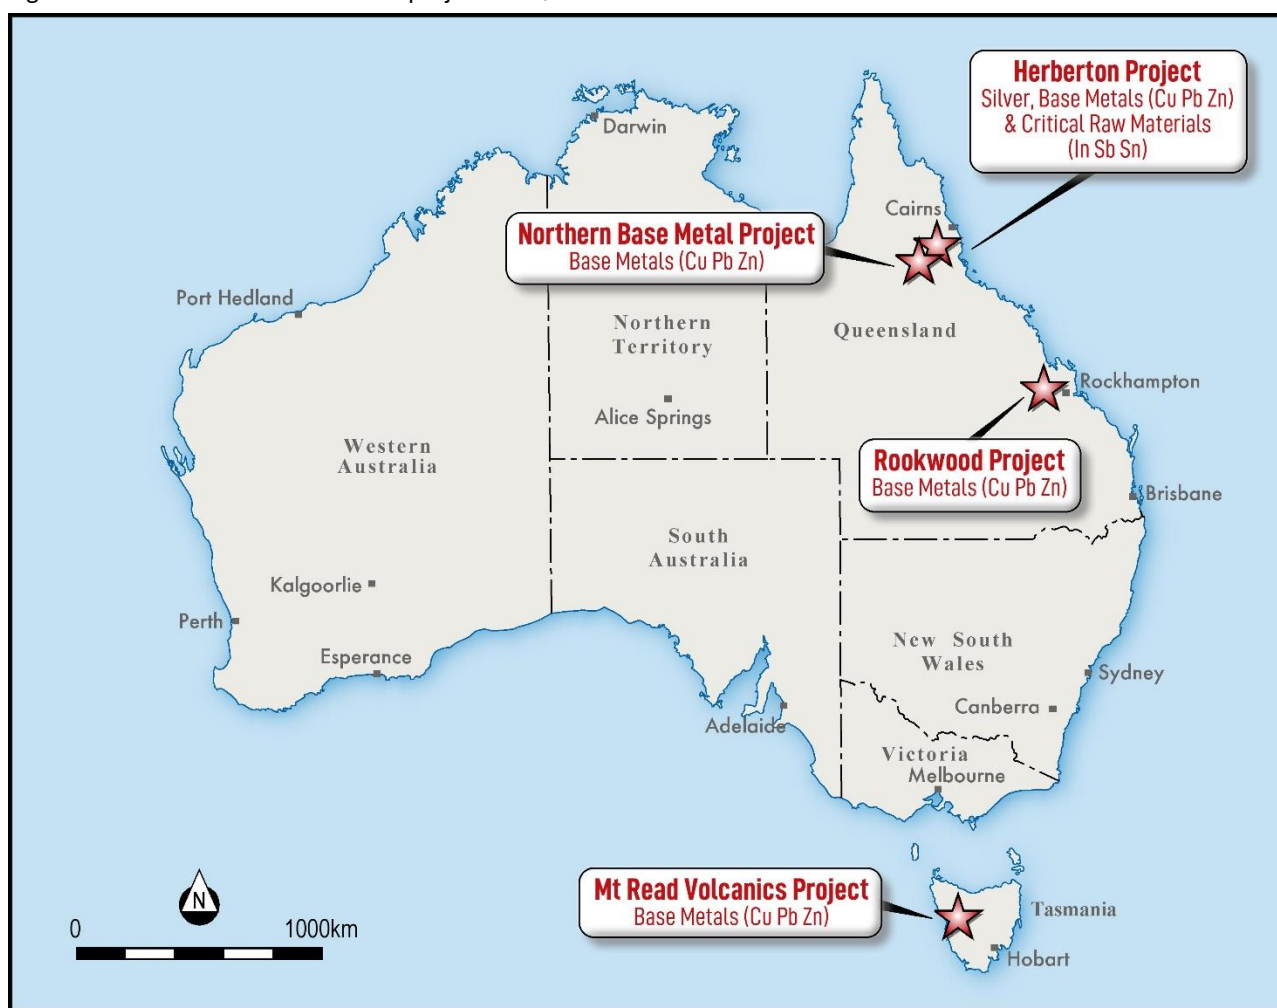 Herberton Project
Silver, Base Metals (Cu Pb Zn)
& Critical Raw Materials
(In Sb Sn)
Darwin
Cairns
Northern Base Metal Project
Base Metals (Cu Pb Zn)
Port Hedland
Northern
Territory
Queensland
Rockhampton
Alice Springs
Western
Australia
Rookwood Project
Base Metals (Cu Pb Zn)
Brisbane
South
Australia
Kalgoorlie
Perth
Esperance
New South
Wales
Sydney
Canberra
Adelaide
Victoria
Melbourne
Mt Read Volcanics Project
Base Metals (Cu Pb Zn)
Tasmania
Hobart
N
0 1000km